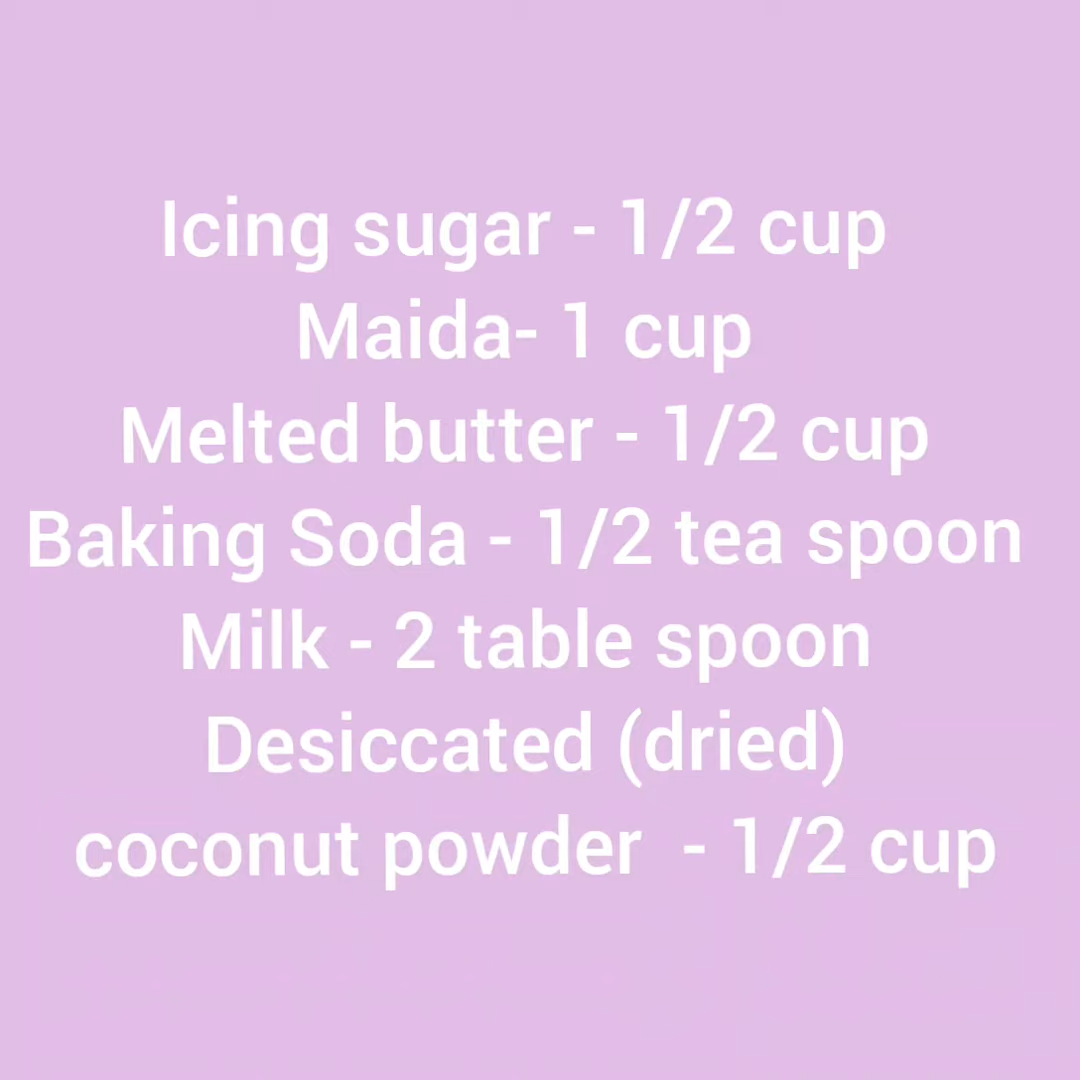 Icing sugar - 1/2 cup
Maida- 1 cup
Melted butter - 1/2 cup
Baking Soda - 1/2 tea spoon
Milk - 2 table spoon
Desiccated (dried)
coconut powder  - 1/2 cup